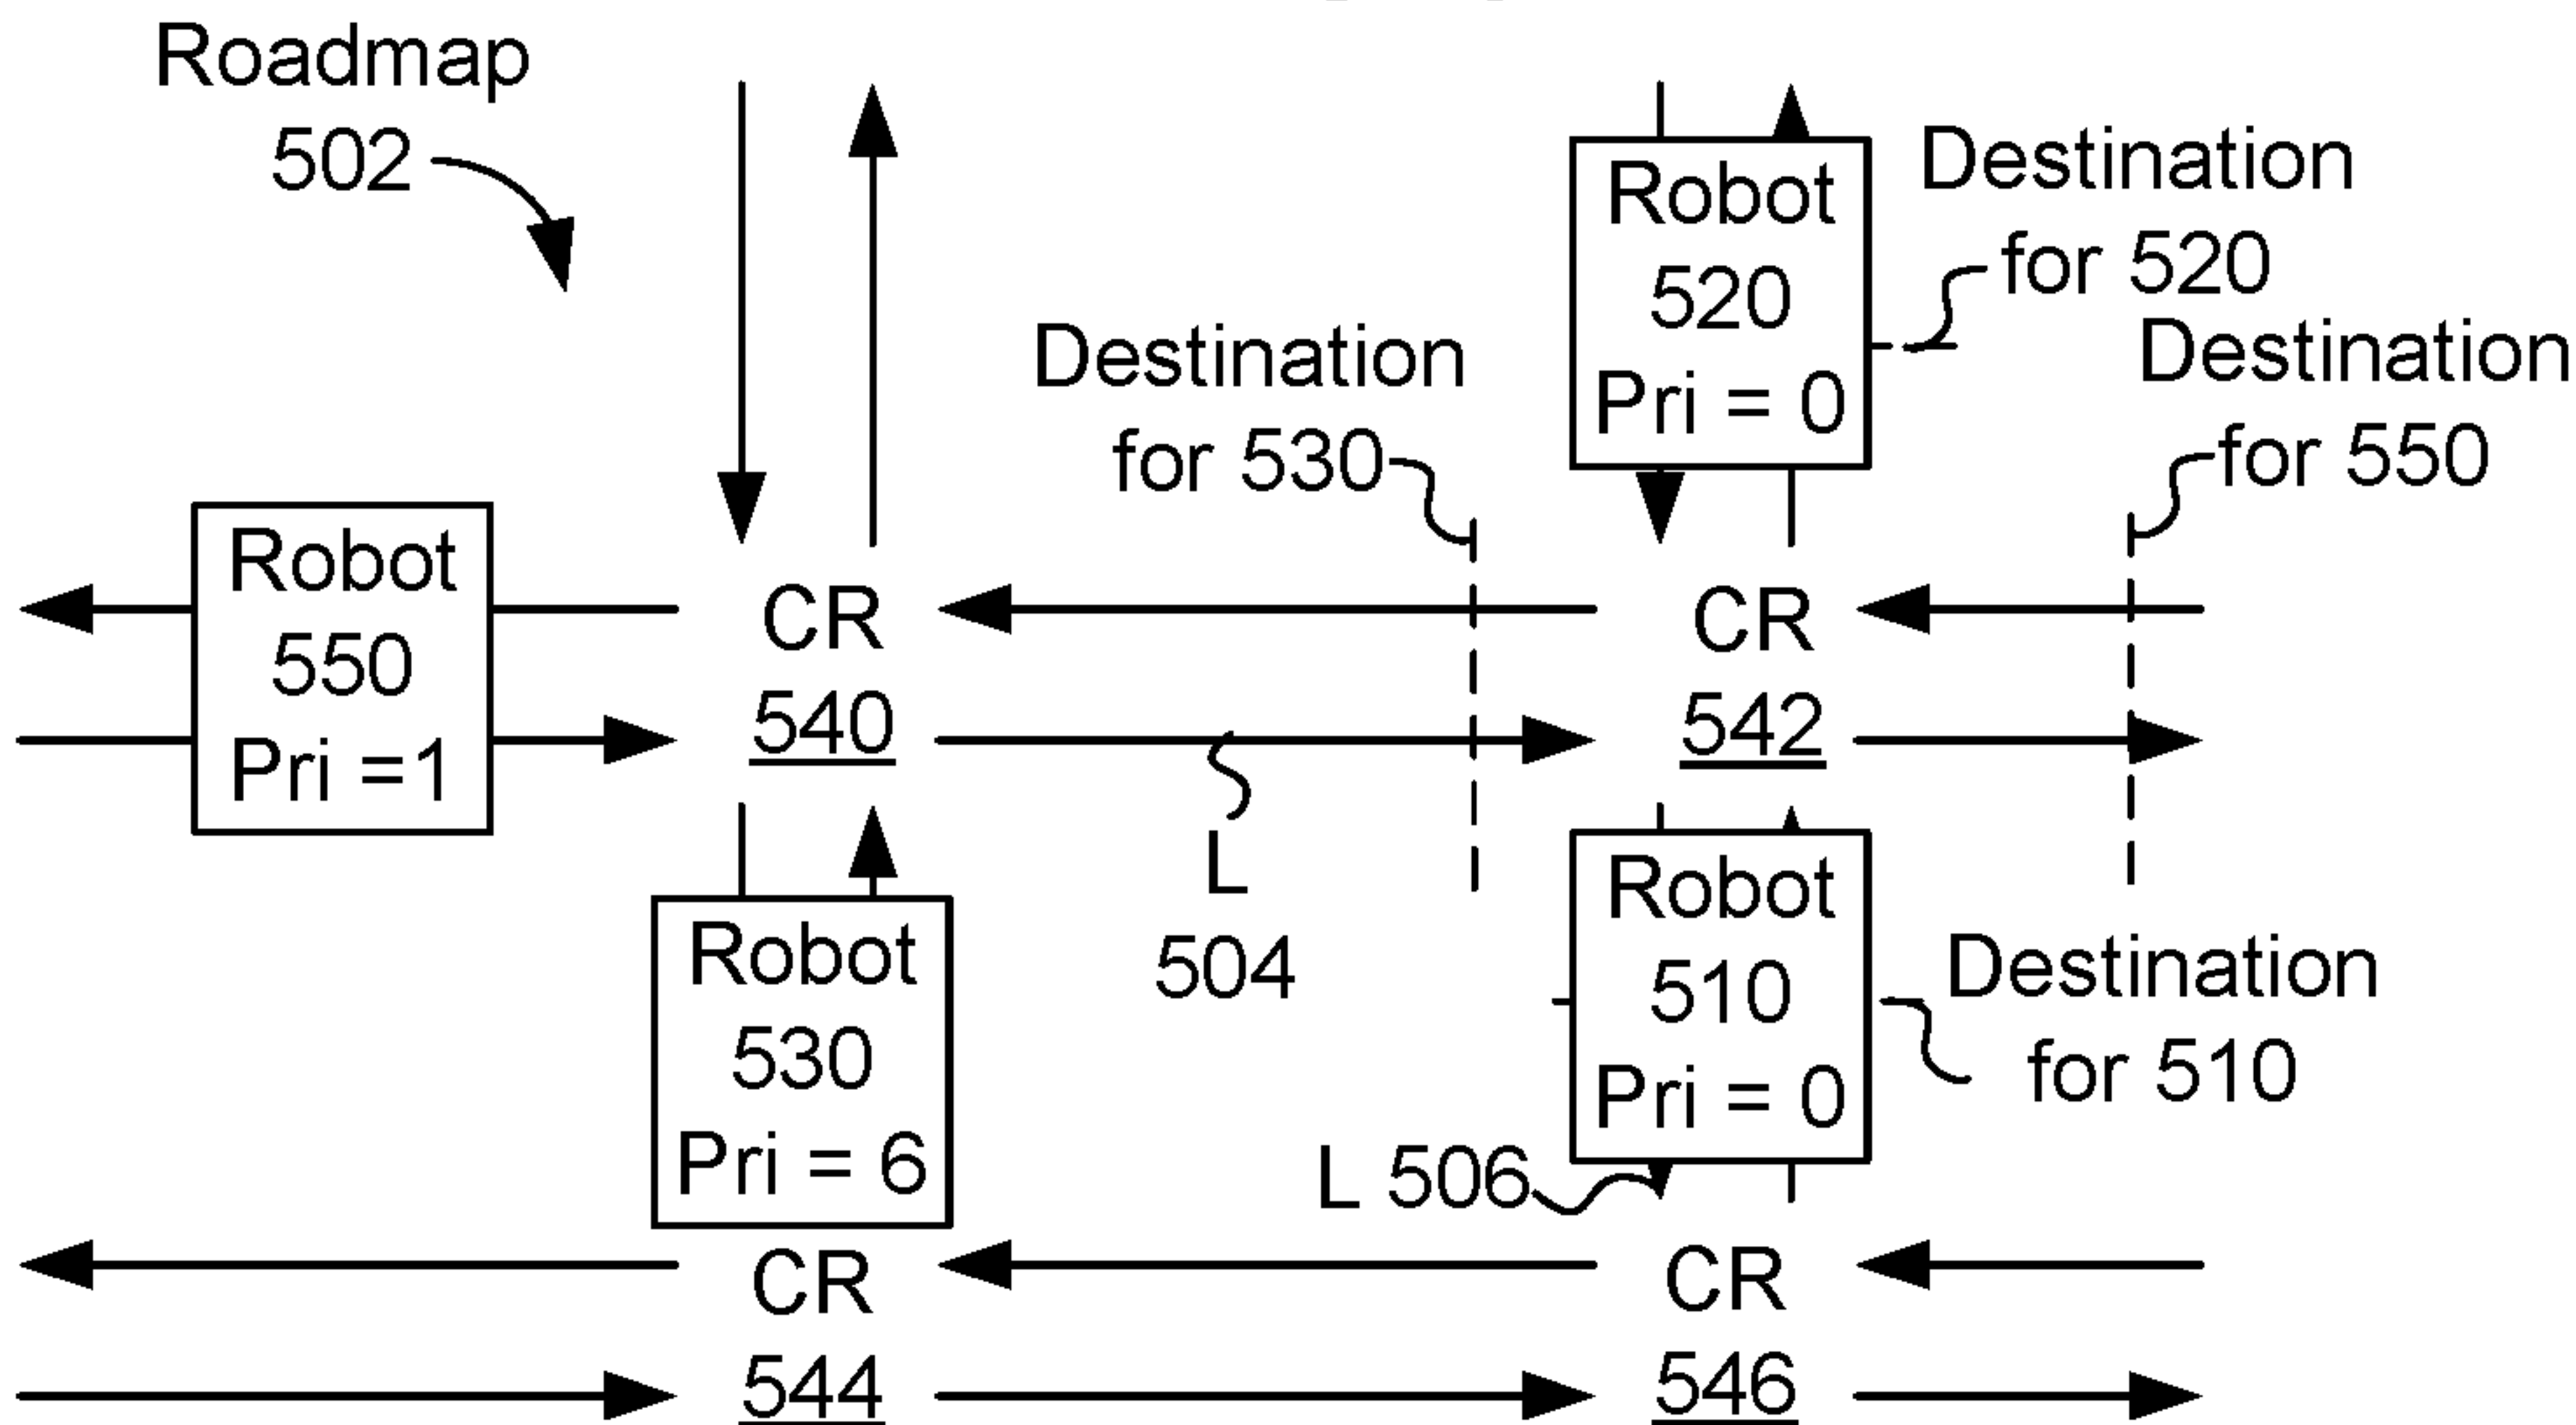 Roadmap
502
Robot
520
Pri = 0
Destination
for 520
Destination
for 530
Destination
for 550
Robot
550
Pri =1
CR
540
CR
542
L
504
Robot
530
Pri = 6
Robot
510
Pri = 0
Destination
for 510
L 506
CR
544
CR
546